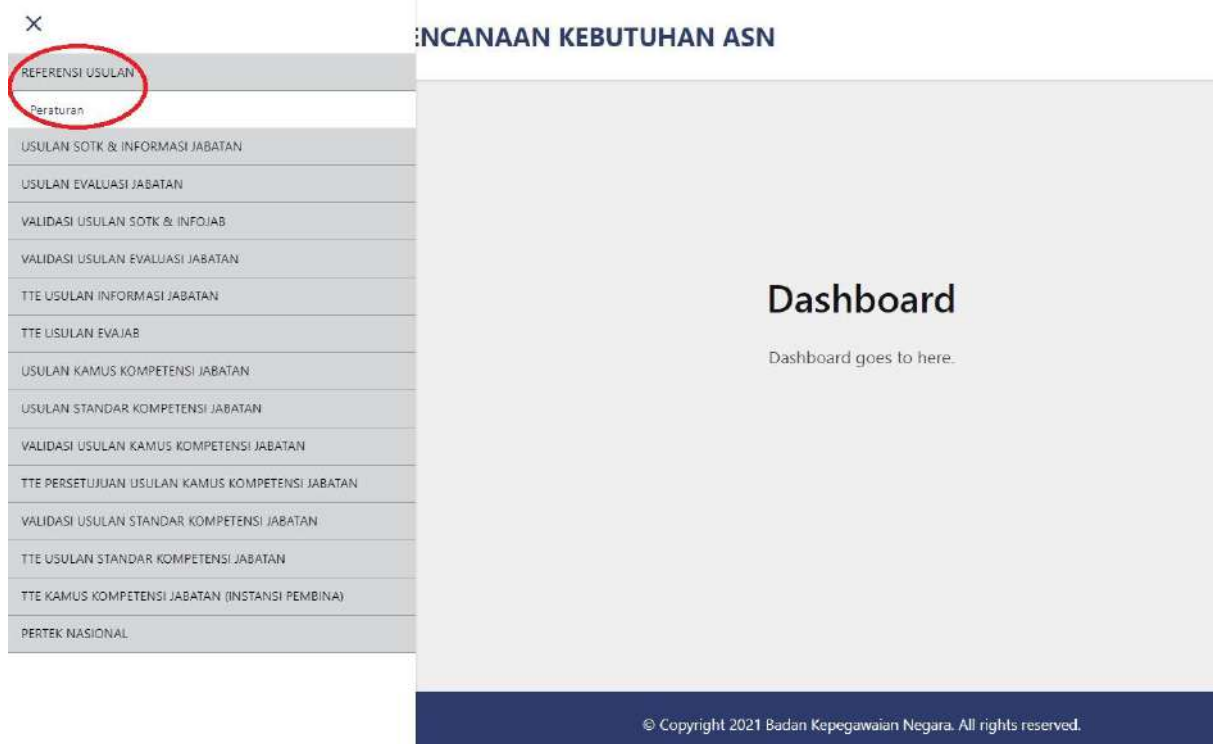 ENCANAAN KEBUTUHAN ASN
REFERENSI USULAN
Peraturan
USULAN SOTK & INFORMASI JABATAN
USULAN EVALUASI JABATAN
VALIDASI USULAN SOTK & INFOJAB
VALIDASI USULAN EVALUASI JABATAN
TTE USULAN INFORMASI JABATAN
TTE USULAN EVAJAB
USULAN KAMUS KOMPETENSI JABATAN
USULAN STANDAR KOMPETENSI JABATAN
VALIDASI USULAN KAMUS KOMPETENSI JABATAN
TTE PERSETUJUAN USULAN KAMUS KOMPETENSI JABATAN
VALIDASI USULAN STANDAR KOMPETENSI JABATAN
TTE USULAN STANDAR KOMPETENSI JABATAN
TTE KAMUS KOMPETENSI JABATAN (INSTANSI PEMBINA)
PERTEK NASIONAL
Dashboard
Dashboard goes to here.
© Copyright 2021 Badan Kepegawaian Negara. All rights reserved.